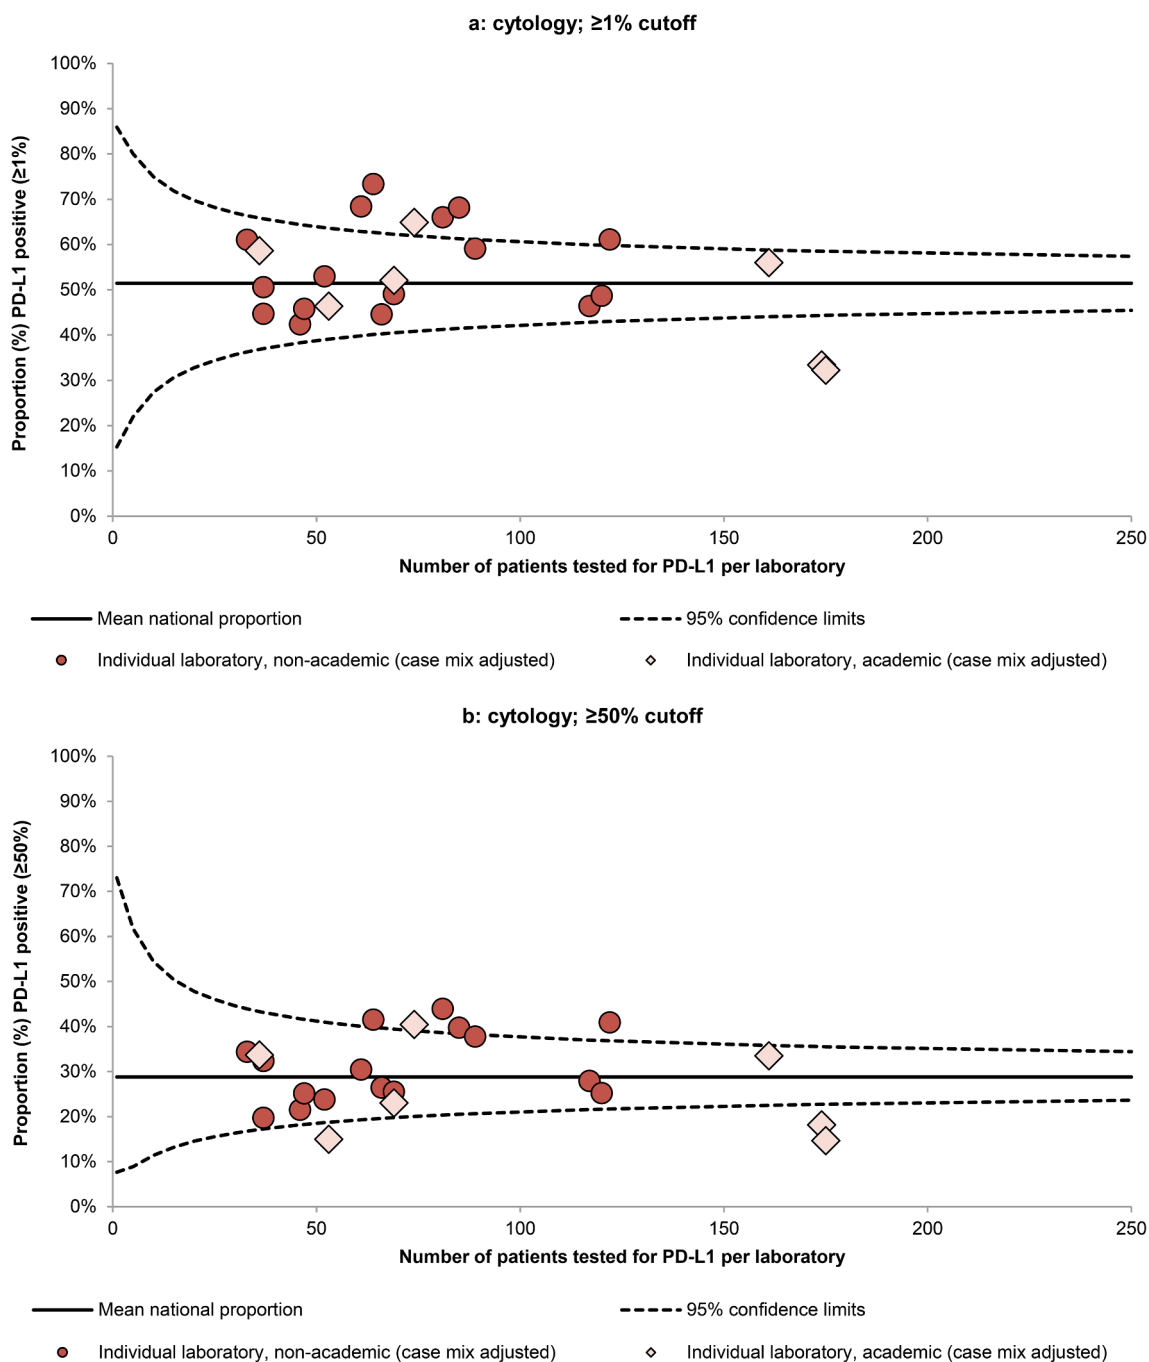 a: cytology; ≥1% cutoff
Proportion (%) PD-L1 positive (≥1%)
100%
90%
80%
70%
60%
50%
40%
30%
20%
10%
0%
0 50 100 150 200 250
Number of patients tested for PD-L1 per laboratory
Mean national proportion 95% confidence limits
Individual laboratory, non-academic (case mix adjusted) Individual laboratory, academic (case mix adjusted)
b: cytology; ≥50% cutoff
Proportion (%) PD-L1 positive (≥50%)
100%
90%
80%
70%
60%
50%
40%
30%
20%
10%
0%
0 50 100 150 200 250
Number of patients tested for PD-L1 per laboratory
Mean national proportion 95% confidence limits
Individual laboratory, non-academic (case mix adjusted) Individual laboratory, academic (case mix adjusted)